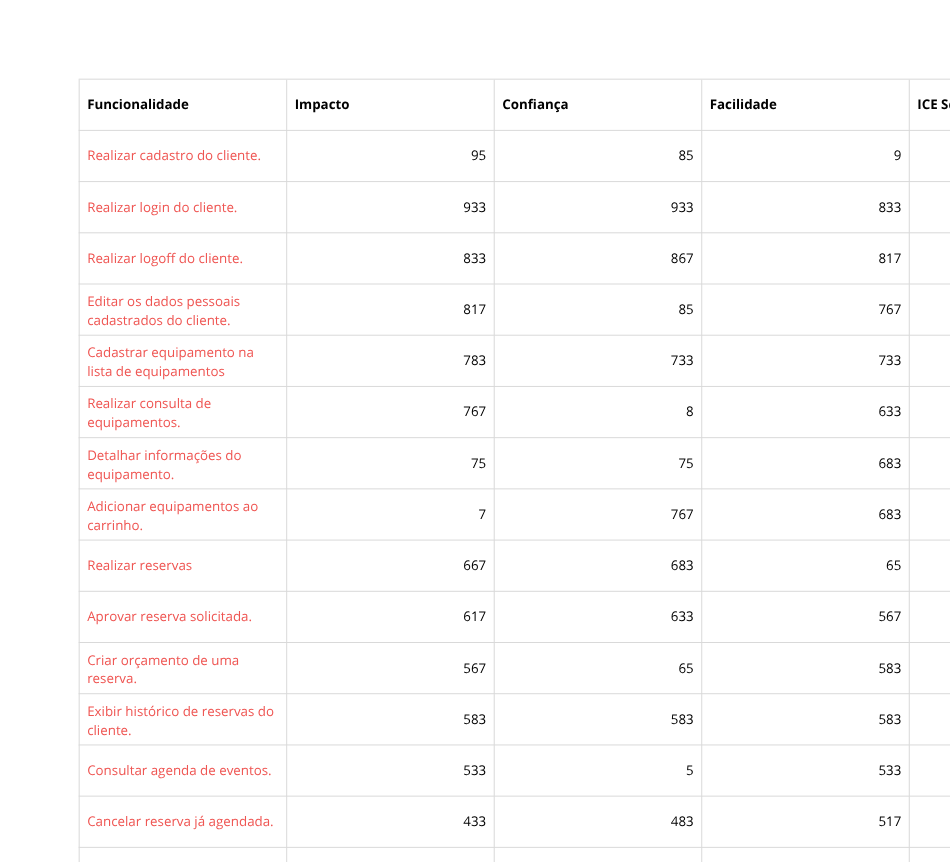 Funcionalidade Impacto Confiança Facilidade ICE S
Realizar cadastro do cliente. 95 85 9
Realizar login do cliente. 933 933 833
Realizar logoff do cliente. 833 867 817
Editar os dados pessoais
cadastrados do cliente. 817 85 767
Cadastrar equipamento na
lista de equipamentos 783 733 733
Realizar consulta de
equipamentos. 767 8 633
Detalhar informações do
equipamento. 75 75 683
Adicionar equipamentos ao
carrinho. 7 767 683
Realizar reservas 667 683 65
Aprovar reserva solicitada. 617 633 567
Criar orçamento de uma
reserva. 567 65 583
Exibir histórico de reservas do
cliente. 583 583 583
Consultar agenda de eventos. 533 5 533
Cancelar reserva já agendada. 433 483 517